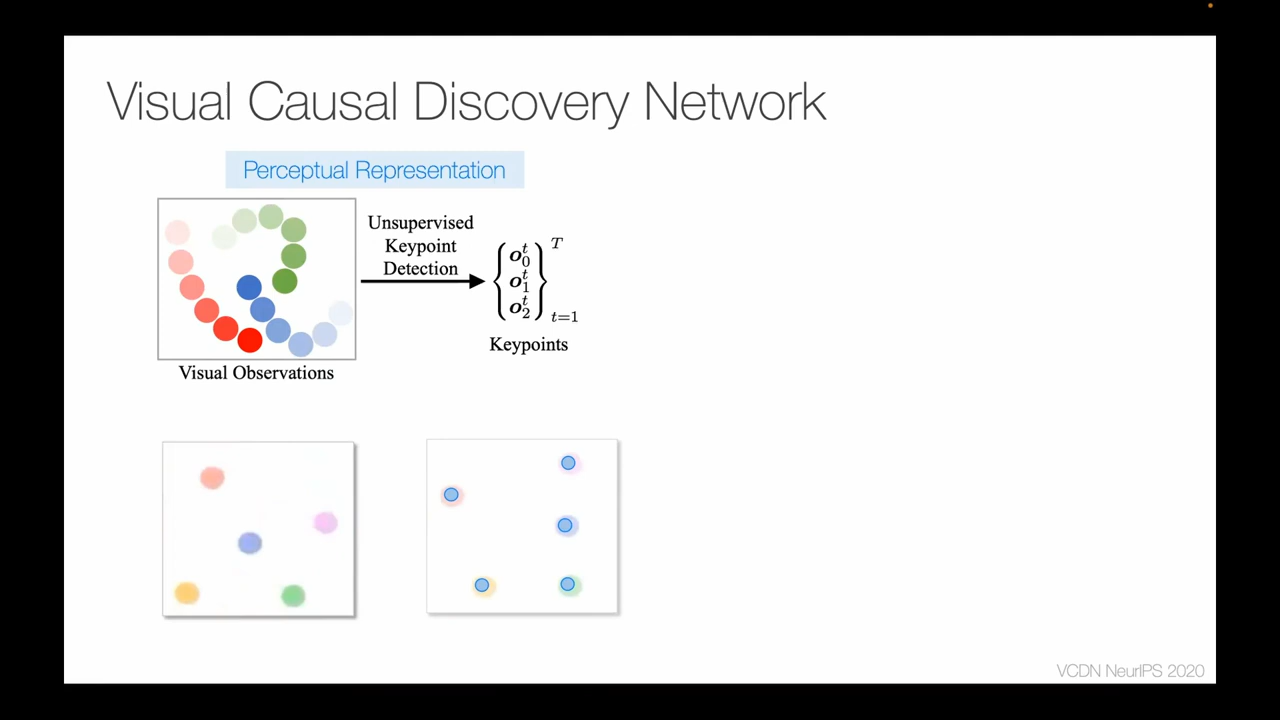 Visual Causal Discovery Network
Perceptual Representation
Unsupervised
Keypoint
Detection
Visual Observations
{o₀ᵗ
o₁ᵗ
o₂ᵗ}ᵀₜ₌₁
Keypoints
VCDN NeurIPS 2020